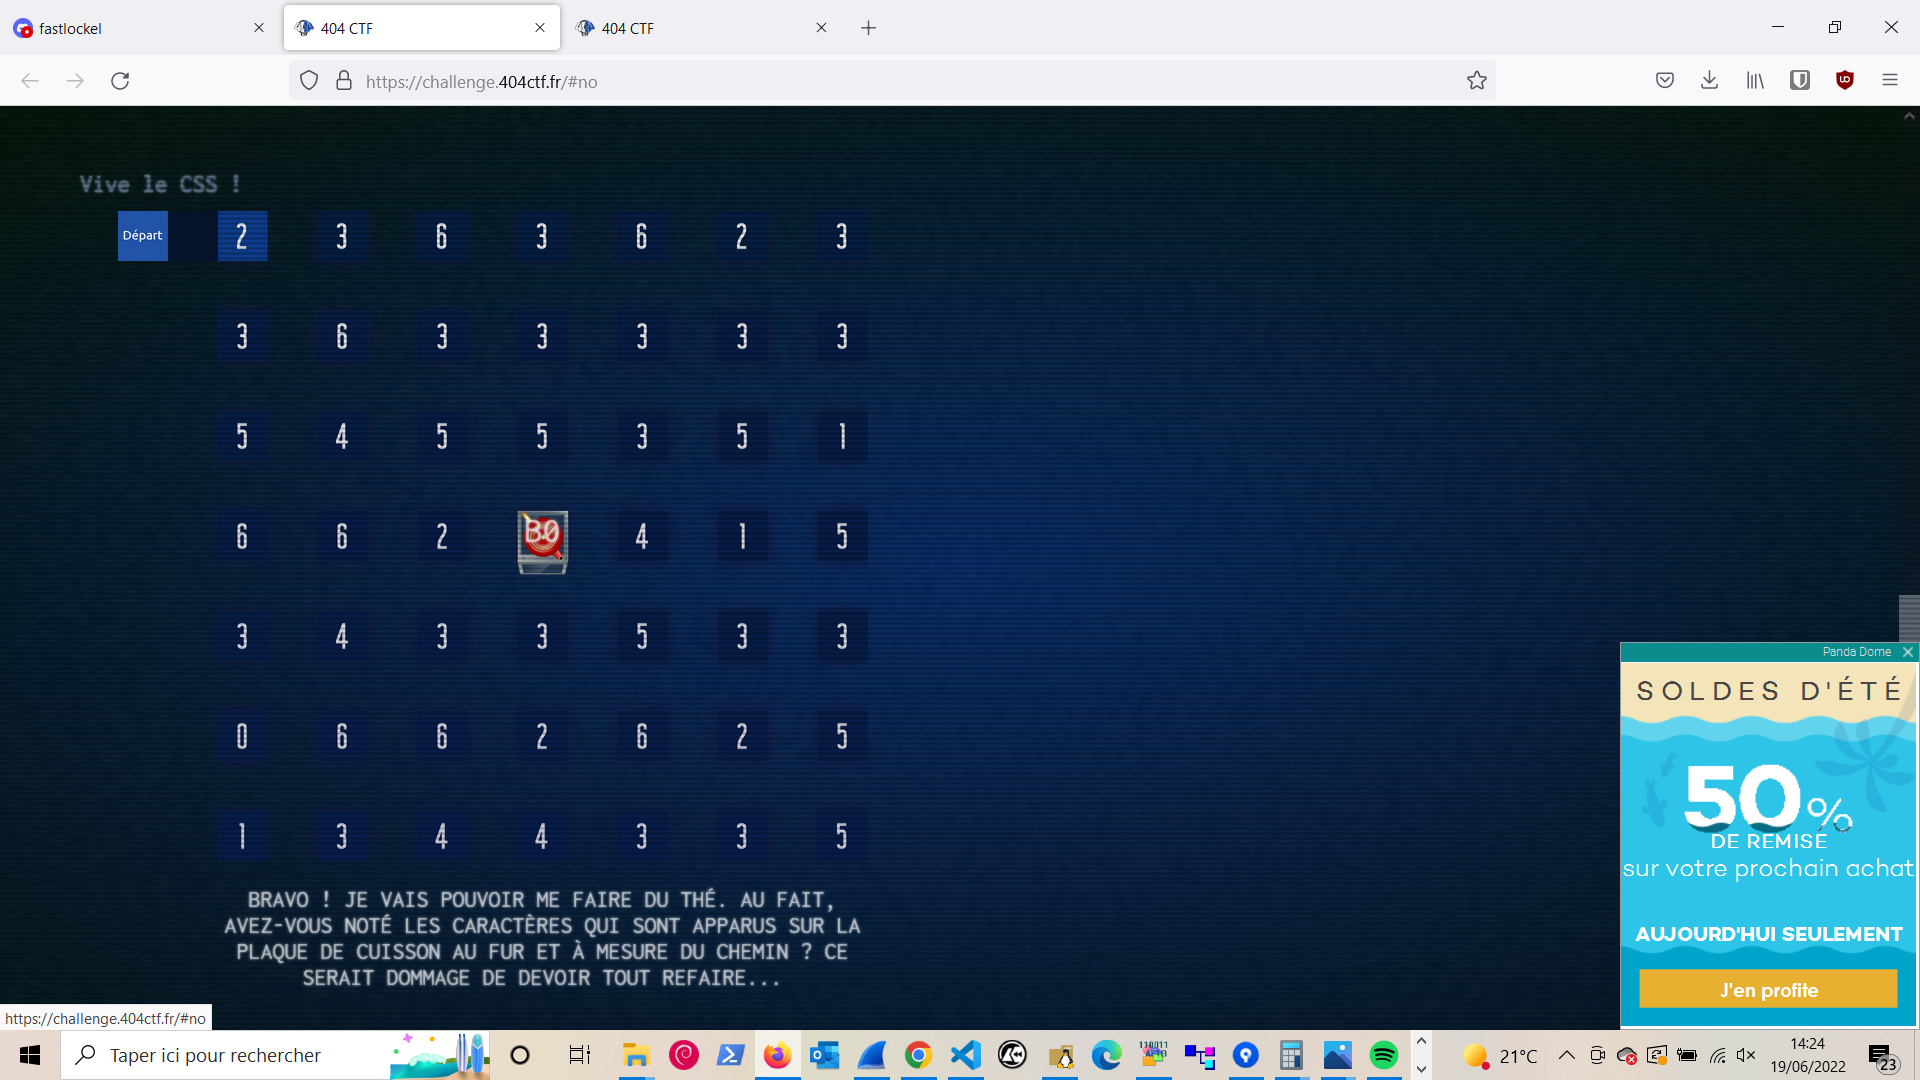 fastlockel
404 CTF
404 CTF
https://challenge.404ctf.fr/#no
Vive le CSS !
Départ 2 3 6 3 6 2 3
3 6 3 3 3 3 3
5 4 5 5 3 5 1
6 6 2 4 1 5
3 4 3 3 5 3 3
0 6 6 2 6 2 5
1 3 4 4 3 3 5
BRAVO ! JE VAIS POUVOIR ME FAIRE DU THÉ. AU FAIT,
AVEZ-VOUS NOTÉ LES CARACTÈRES QUI SONT APPARUS SUR LA
PLAQUE DE CUISSON AU FUR ET À MESURE DU CHEMIN ? CE
SERAIT DOMMAGE DE DEVOIR TOUT REFAIRE...
Panda Dome
SOLDES D'ÉTÉ
50%
DE REMISE
sur votre prochain achat
AUJOURD'HUI SEULEMENT
J'en profite
https://challenge.404ctf.fr/#no
Taper ici pour rechercher
21°C
14:24
19/06/2022
23